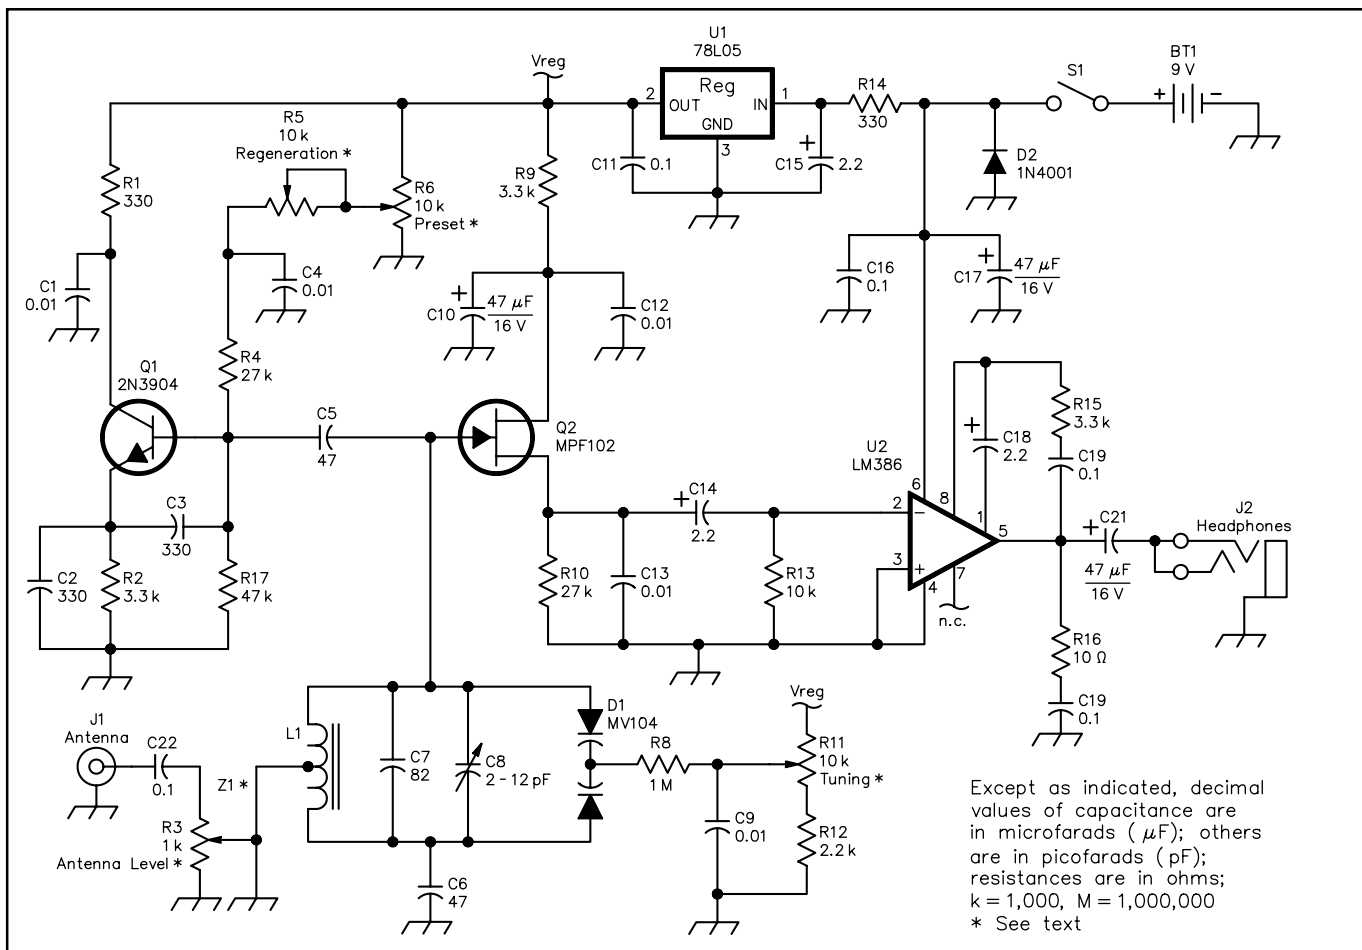 U1
78L05
Vreg
Reg
2
OUT
IN
1
GND
3
R14
330
S1
BT1
9 V
+
−
R5
10 k
Regeneration *
R1
330
R6
10 k
Preset *
R9
3.3 k
C11
0.1
C15
+
2.2
D2
1N4001
C1
0.01
C4
0.01
+
C10
47 µF
16 V
C12
0.01
C16
0.1
+
C17
47 µF
16 V
R4
27 k
Q1
2N3904
C5
47
Q2
MPF102
U2
LM386
6
8
+
C18
2.2
R15
3.3 k
C19
0.1
1
C3
330
+
C14
2.2
2
−
3
+
5
7
4
n.c.
+
C21
47 µF
16 V
J2
Headphones
C2
330
R2
3.3 k
R17
47 k
R10
27 k
C13
0.01
R13
10 k
R16
10 Ω
C19
0.1
J1
Antenna
C22
0.1
L1
Z1 *
R3
1 k
Antenna Level *
C7
82
C8
2 - 12 pF
D1
MV104
R8
1 M
Vreg
R11
10 k
Tuning *
C9
0.01
R12
2.2 k
C6
47
Except as indicated, decimal
values of capacitance are
in microfarads ( µF); others
are in picofarads ( pF);
resistances are in ohms;
k = 1,000, M = 1,000,000
* See text